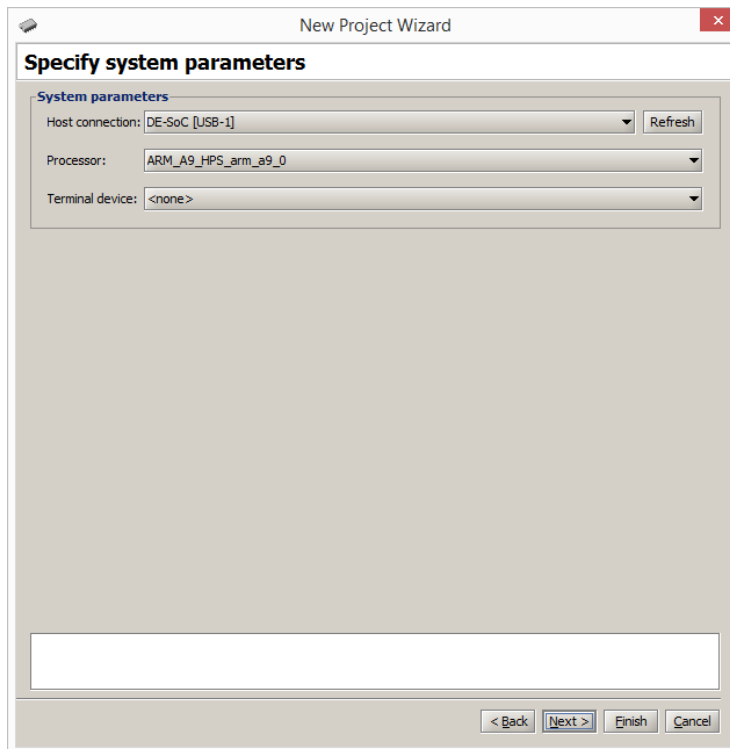 New Project Wizard
Specify system parameters
System parameters
Host connection: DE-SoC [USB-1] Refresh
Processor: ARM_A9_HPS_arm_a9_0
Terminal device: <none>
< Back Next > Finish Cancel